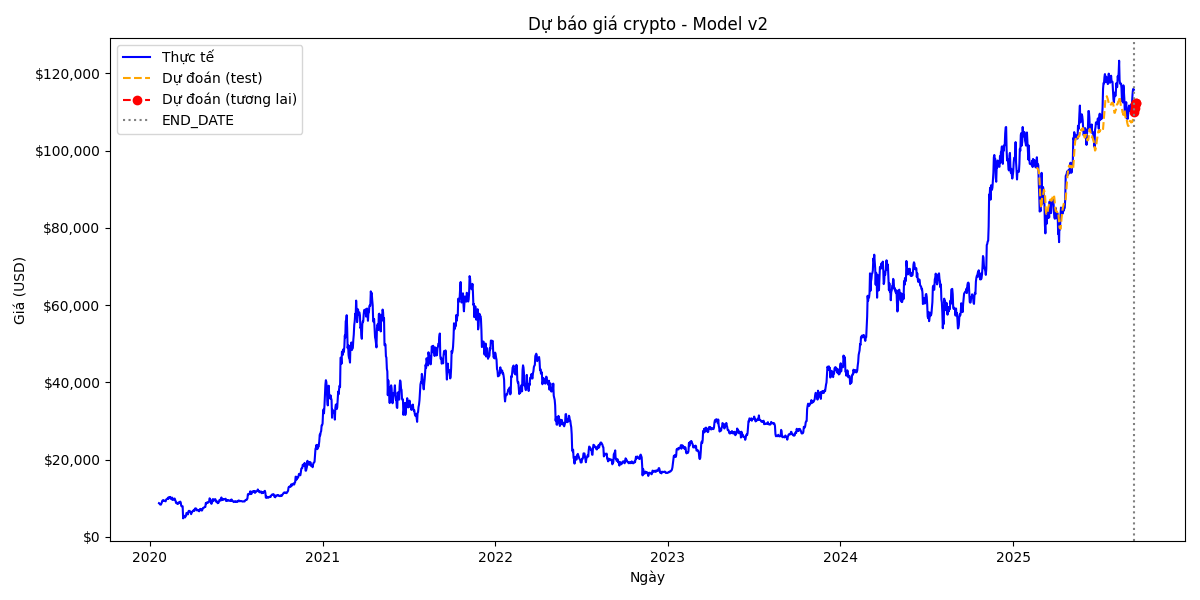 Dự báo giá crypto - Model v2
Thực tế
Dự đoán (test)
Dự đoán (tương lai)
END_DATE
$120,000
$100,000
$80,000
$60,000
$40,000
$20,000
$0
Giá (USD)
2020
2021
2022
2023
2024
2025
Ngày